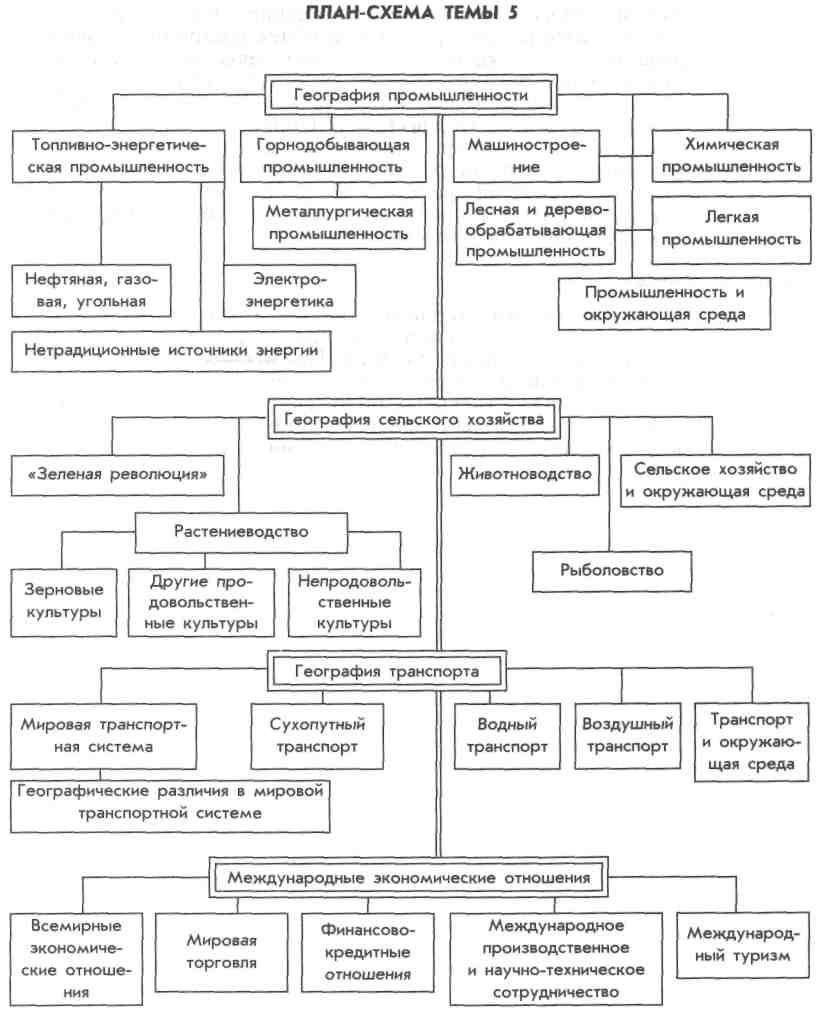 ПЛАН-СХЕМА ТЕМЫ 5
География промышленности
Топливно-энергетиче-
ская промышленность
Горнодобывающая
промышленность
Машинострое-
ние
Химическая
промышленность
Металлургическая
промышленность
Лесная и дерево-
обрабатывающая
промышленность
Легкая
промышленность
Нефтяная, газо-
вая, угольная
Электро-
энергетика
Промышленность и
окружающая среда
Нетрадиционные источники энергии
География сельского хозяйства
«Зеленая революция»
Животноводство
Сельское хозяйство
и окружающая среда
Растениеводство
Рыболовство
Зерновые
культуры
Другие про-
довольствен-
ные культуры
Непродоволь-
ственные
культуры
География транспорта
Мировая транспорт-
ная система
Сухопутный
транспорт
Водный
транспорт
Воздушный
транспорт
Транспорт
и окружаю-
щая среда
Географические различия в мировой
транспортной системе
Международные экономические отношения
Всемирные
экономиче-
ские отноше-
ния
Мировая
торговля
Финансово-
кредитные
отношения
Международное
производственное
и научно-техническое
сотрудничество
Международ-
ный туризм